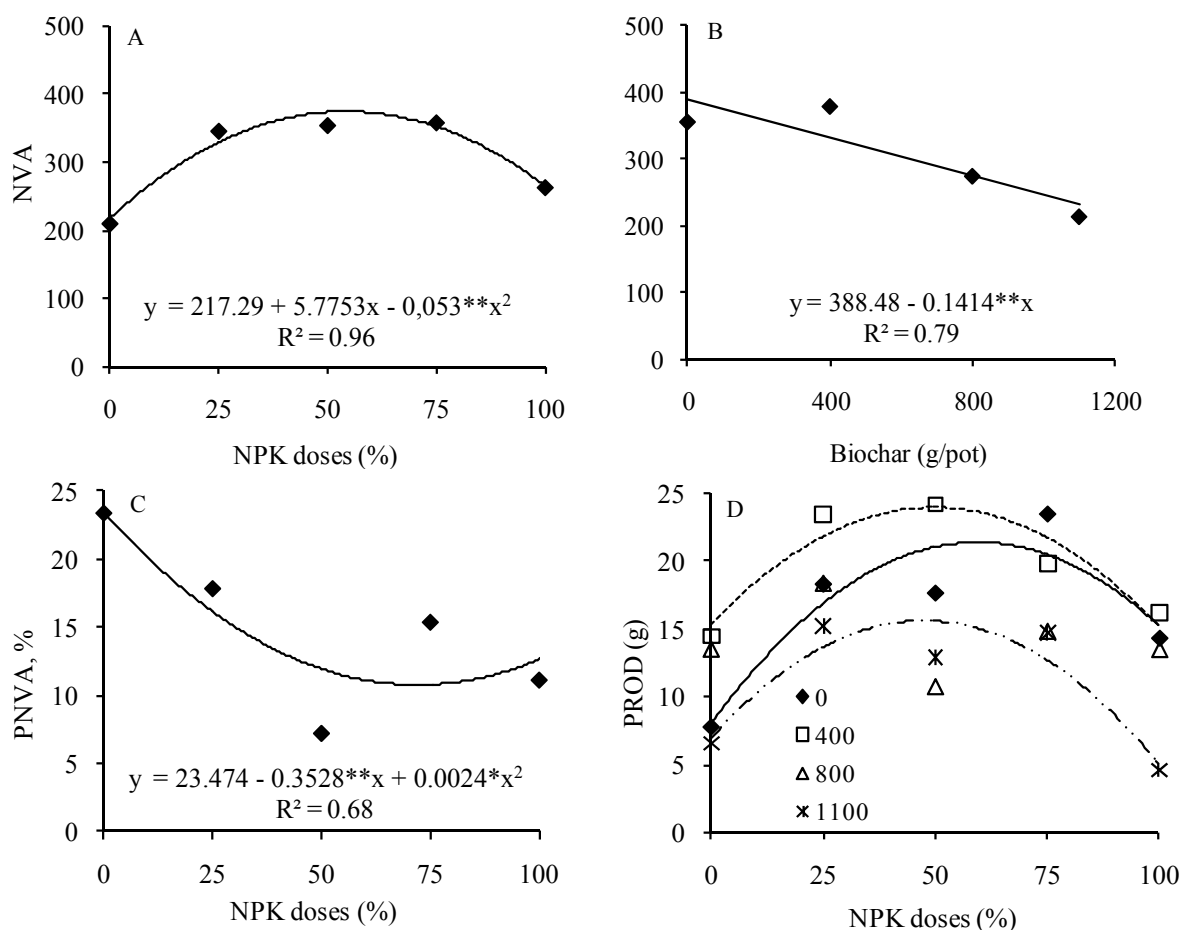 A
500
400
300
200
100
0
NVA
y = 217.29 + 5.7753x - 0,053**x²
R² = 0.96
0 25 50 75 100
NPK doses (%)
B
500
400
300
200
100
0
y = 388.48 - 0.1414**x
R² = 0.79
0 400 800 1200
Biochar (g/pot)
C
25
20
15
10
5
0
PNVA, %
y = 23.474 - 0.3528**x + 0.0024*x²
R² = 0.68
0 25 50 75 100
NPK doses (%)
D
25
20
15
10
5
0
PROD (g)
0
400
800
1100
0 25 50 75 100
NPK doses (%)